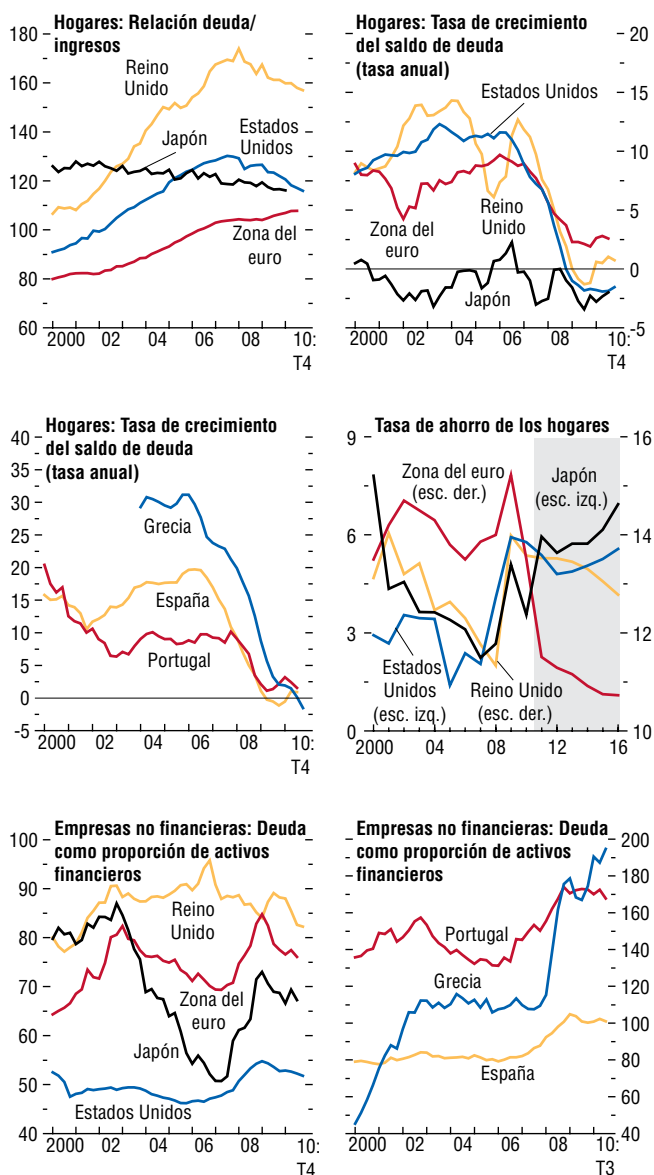 Hogares: Relación deuda/
ingresos
180
160
140
120
100
80
60
Reino
Unido
Japón
Estados
Unidos
Zona del
euro
2000 02 04 06 08 10:
T4
Hogares: Tasa de crecimiento
del saldo de deuda
(tasa anual)
20
15
10
5
0
-5
Estados Unidos
Zona del
euro
Reino
Unido
Japón
2000 02 04 06 08 10:
T4
Hogares: Tasa de crecimiento
del saldo de deuda
(tasa anual)
40
35
30
25
20
15
10
5
0
-5
Grecia
España
Portugal
2000 02 04 06 08 10:
T4
Tasa de ahorro de los hogares
9
6
3
0
16
14
12
10
Zona del euro
(esc. der.)
Japón
(esc. izq.)
Estados
Unidos
(esc. izq.)
Reino Unido
(esc. der.)
2000 04 08 12 16
Empresas no financieras: Deuda
como proporción de activos
financieros
100
90
80
70
60
50
40
Reino
Unido
Zona del
euro
Japón
Estados Unidos
2000 02 04 06 08 10:
T4
Empresas no financieras: Deuda
como proporción de activos
financieros
200
180
160
140
120
100
80
60
40
Portugal
Grecia
España
2000 02 04 06 08 10:
T3